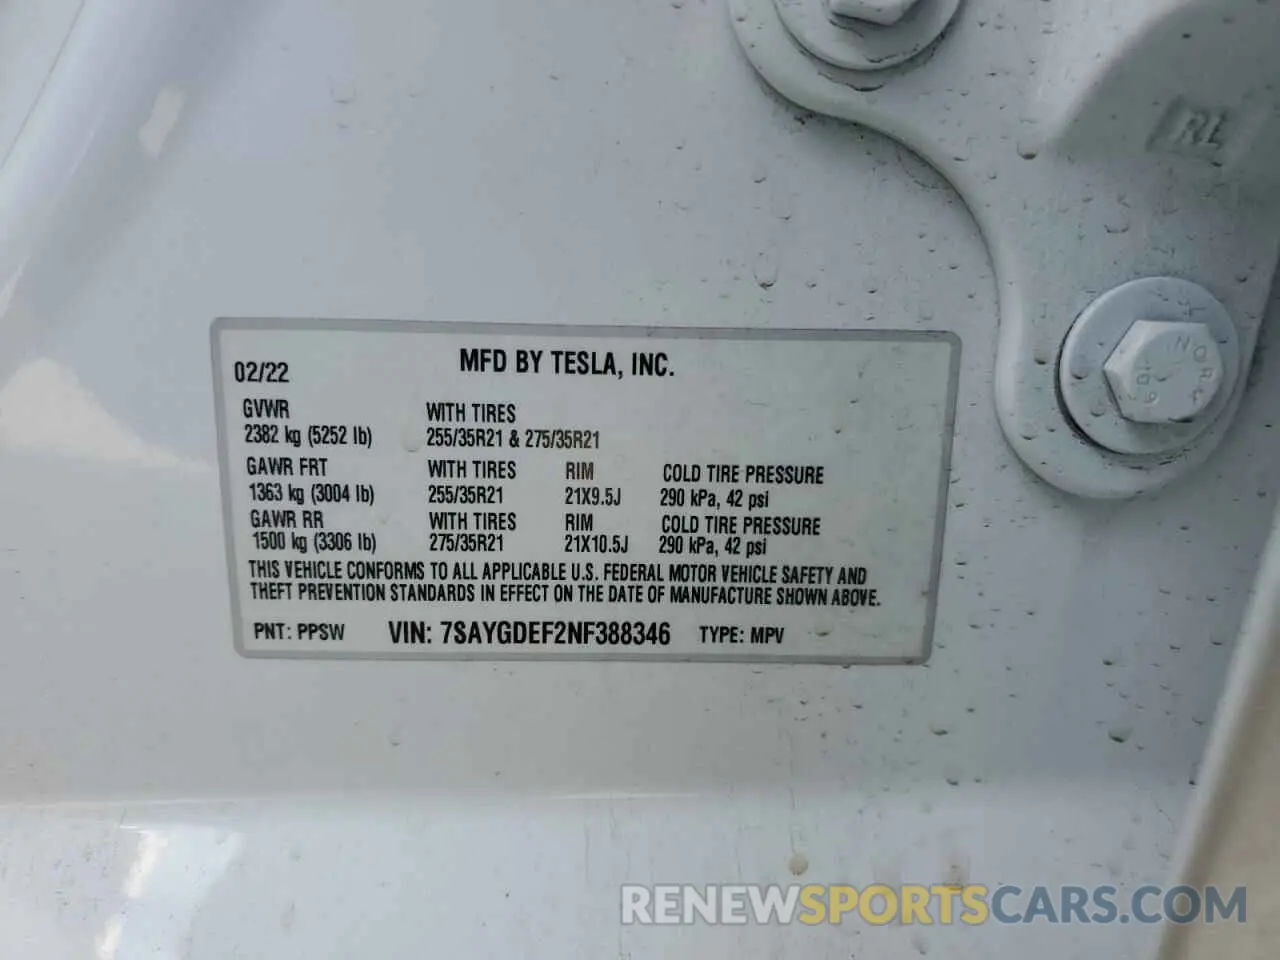 RL
NOR
10.9
MFD BY TESLA, INC.
02/22
GVWR WITH TIRES
2382 kg (5252 lb) 255/35R21 & 275/35R21
GAWR FRT WITH TIRES RIM COLD TIRE PRESSURE
1363 kg (3004 lb) 255/35R21 21X9.5J 290 kPa, 42 psi
GAWR RR WITH TIRES RIM COLD TIRE PRESSURE
1500 kg (3306 lb) 275/35R21 21X10.5J 290 kPa, 42 psi
THIS VEHICLE CONFORMS TO ALL APPLICABLE U.S. FEDERAL MOTOR VEHICLE SAFETY AND
THEFT PREVENTION STANDARDS IN EFFECT ON THE DATE OF MANUFACTURE SHOWN ABOVE.
PNT: PPSW VIN: 7SAYGDEF2NF388346 TYPE: MPV
RENEWSPORTSCARS.COM